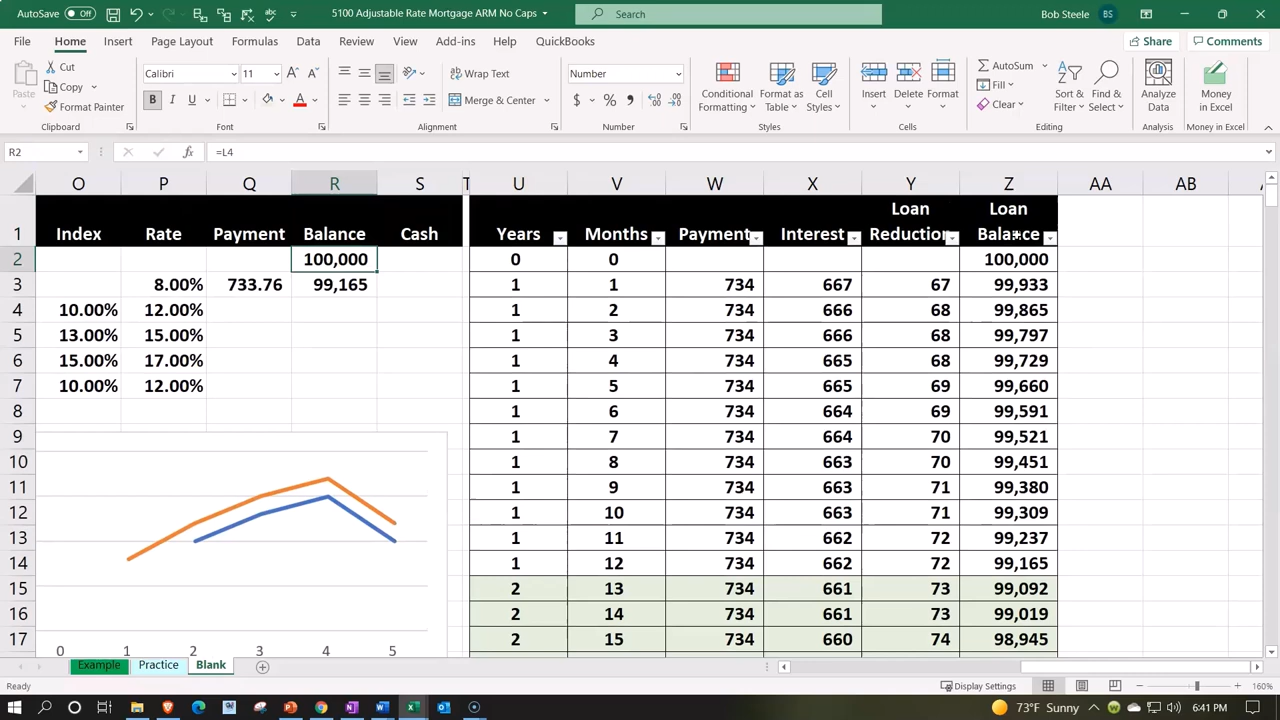 AutoSave Off 5100 Adjustable Rate Mortgage ARM No Caps Search Bob Steele BS
File Home Insert Page Layout Formulas Data Review View Add-ins Help QuickBooks Share Comments
Paste Cut Copy Format Painter Clipboard
Calibri 11 B I U A Font
Wrap Text Merge & Center Alignment
Number $ % , Number
Conditional Formatting Format as Table Cell Styles Styles
Insert Delete Format Cells
AutoSum Fill Clear Sort & Filter Find & Select Editing
Analyze Data Analysis
Money in Excel Money in Excel
R2 fx =L4
O P Q R S T U V W X Y Z AA AB
1 Index Rate Payment Balance Cash Years Months Payment Interest Loan Reduction Loan Balance
2 100,000 0 0 100,000
3 8.00% 733.76 99,165 1 1 734 667 67 99,933
4 10.00% 12.00% 1 2 734 666 68 99,865
5 13.00% 15.00% 1 3 734 666 68 99,797
6 15.00% 17.00% 1 4 734 665 68 99,729
7 10.00% 12.00% 1 5 734 665 69 99,660
8 1 6 734 664 69 99,591
9 1 7 734 664 70 99,521
10 1 8 734 663 70 99,451
11 1 9 734 663 71 99,380
12 1 10 734 663 71 99,309
13 1 11 734 662 72 99,237
14 1 12 734 662 72 99,165
15 2 13 734 661 73 99,092
16 2 14 734 661 73 99,019
17 2 15 734 660 74 98,945
0 1 2 3 4 5
Example Practice Blank
Ready Display Settings 160%
73°F Sunny 6:41 PM